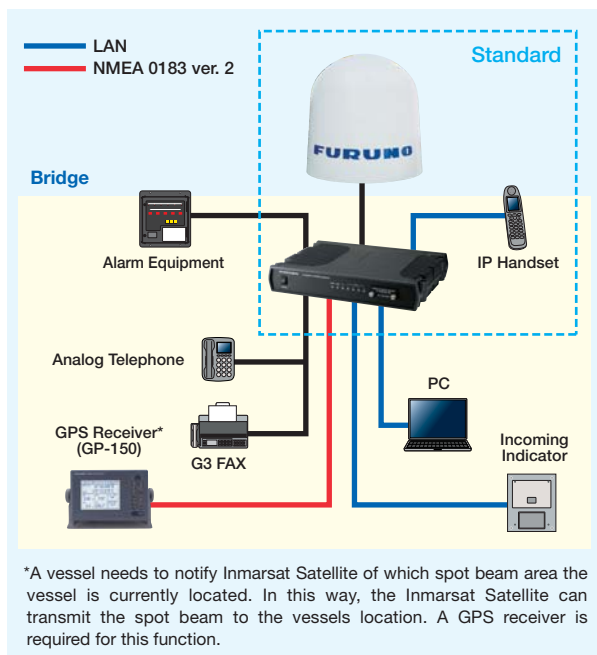 LAN
NMEA 0183 ver. 2
Standard
FURUNO
Bridge
Alarm Equipment
IP Handset
Analog Telephone
PC
GPS Receiver*
(GP-150)
G3 FAX
Incoming
Indicator
*A vessel needs to notify Inmarsat Satellite of which spot beam area the
vessel is currently located. In this way, the Inmarsat Satellite can
transmit the spot beam to the vessels location. A GPS receiver is
required for this function.